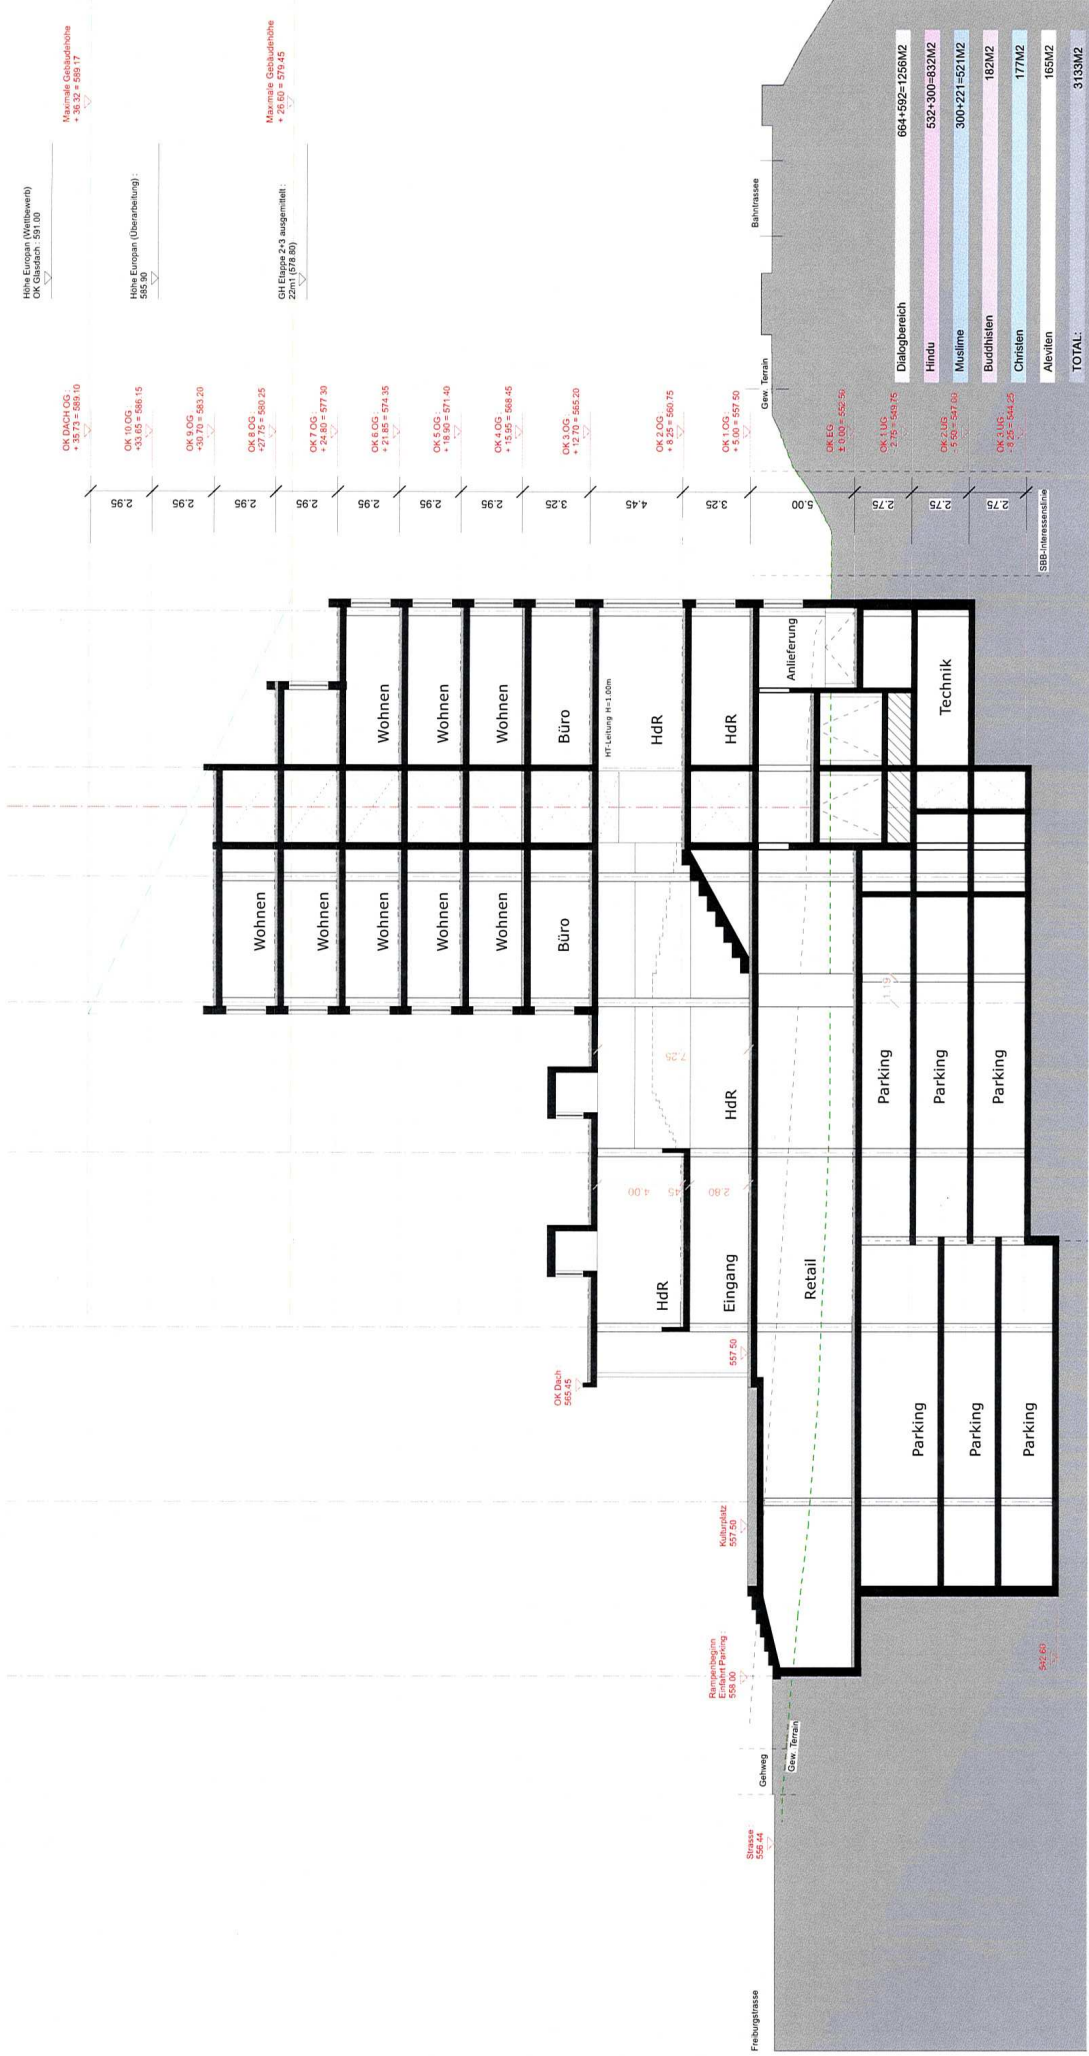 Höhe Europan (Wettbewerb)
OK Glasdach : 591.00
Maximale Gebäudehöhe
+ 36.32 = 589.17
Höhe Europan (Überarbeitung) :
585.90
GH Etappe 2+3 ausgemittelt :
22m1 (578.80)
Maximale Gebäudehöhe
+ 26.60 = 579.45
OK DACH OG :
+ 35.73 = 589.10
OK 10.OG :
+33.65 = 586.15
OK 9.OG :
+30.70 = 583.20
OK 8 OG :
+27.75 = 580.25
OK 7 OG :
+ 24.80 = 577.30
OK 6 OG :
+ 21.85 = 574.35
OK 5.OG :
+ 18.90 = 571.40
OK 4.OG :
+ 15.95 = 568.45
OK 3.OG :
+ 12.70 = 565.20
OK 2.OG :
+ 8.25 = 560.75
OK 1.OG :
+ 5.00 = 557.50
OK EG :
± 0.00 = 552.50
OK 1.UG :
- 2.75 = 549.75
OK 2.UG :
- 5.50 = 547.00
OK 3.UG :
- 8.25 = 544.25
2.95
2.95
2.95
2.95
2.95
2.95
2.95
3.25
4.45
3.25
5.00
2.75
2.75
2.75
SBB-Interessenslinie
Gew. Terrain
Bahntrassee
Wohnen
Wohnen
Wohnen
Wohnen
Wohnen
Wohnen
Wohnen
Wohnen
Büro
Büro
HT-Leitung H=1.00m
HdR
HdR
HdR
HdR
7.25
4.00
45
2.80
Eingang
Anlieferung
Retail
Technik
1.19
Parking
Parking
Parking
Parking
Parking
Parking
OK Dach
565.45
557.50
Kulturplatz :
557.50
Rampenbeginn
Einfahrt Parking :
558.00
542.60
Gehweg
Gew. Terrain
Strasse :
556.44
Freiburgstrasse
Dialogbereich 664+592=1256M2
Hindu 532+300=832M2
Muslime 300+221=521M2
Buddhisten 182M2
Christen 177M2
Aleviten 165M2
TOTAL: 3133M2